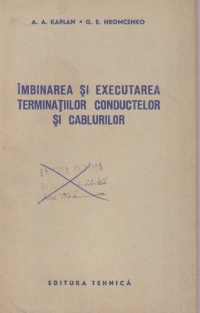 A. A. KAPLAN • G. E. HROMCENKO
ÎMBINAREA ȘI EXECUTAREA
TERMINAȚIILOR CONDUCTELOR
ȘI CABLURILOR
EDITURA TEHNICĂ